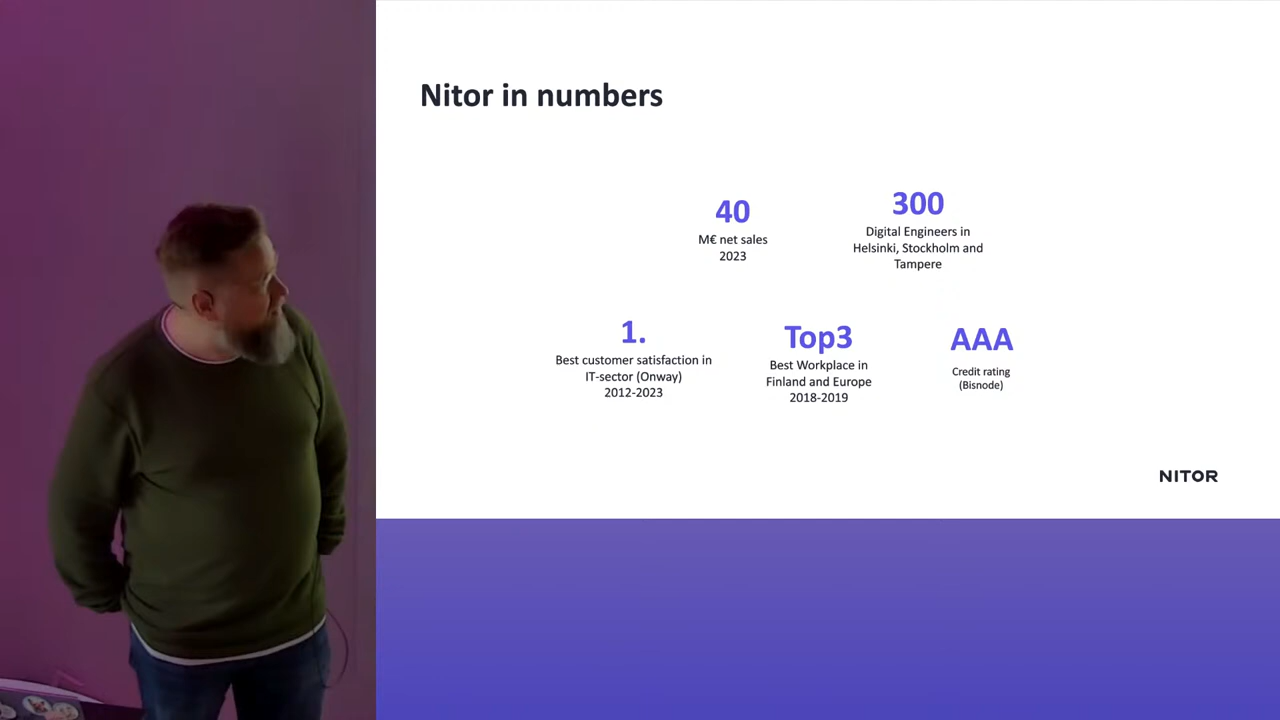 Nitor in numbers
40
M€ net sales
2023
300
Digital Engineers in
Helsinki, Stockholm and
Tampere
1.
Best customer satisfaction in
IT-sector (Onway)
2012-2023
Top3
Best Workplace in
Finland and Europe
2018-2019
AAA
Credit rating
(Bisnode)
NITOR